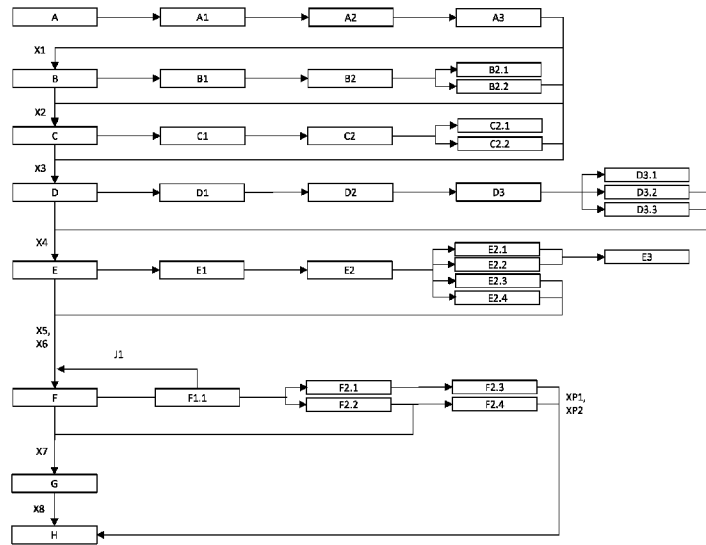 A A1 A2 A3
X1
B B1 B2 B2.1
B2.2
X2
C C1 C2 C2.1
C2.2
X3
D D1 D2 D3 D3.1
D3.2
D3.3
X4
E E1 E2 E2.1 E3
E2.2
E2.3
E2.4
X5,
X6
J1
F F1.1 F2.1 F2.3
F2.2 F2.4
XP1,
XP2
X7
G
X8
H